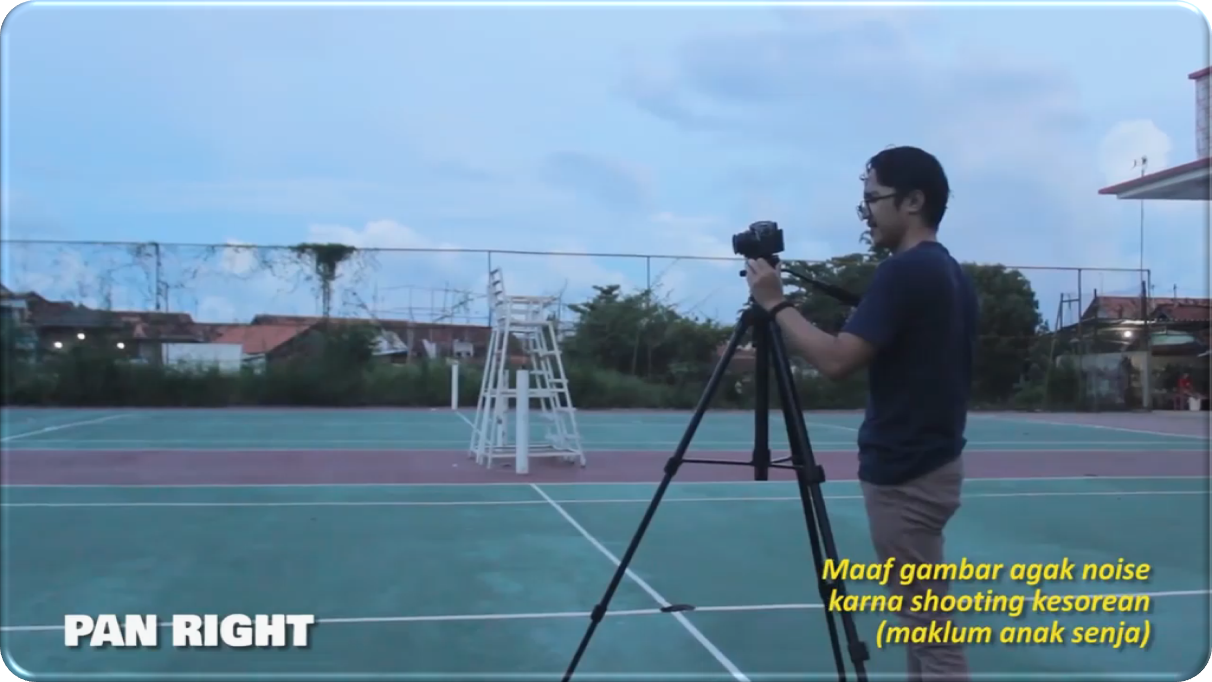 PAN RIGHT
Maaf gambar agak noise
karna shooting kesorean
(maklum anak senja)